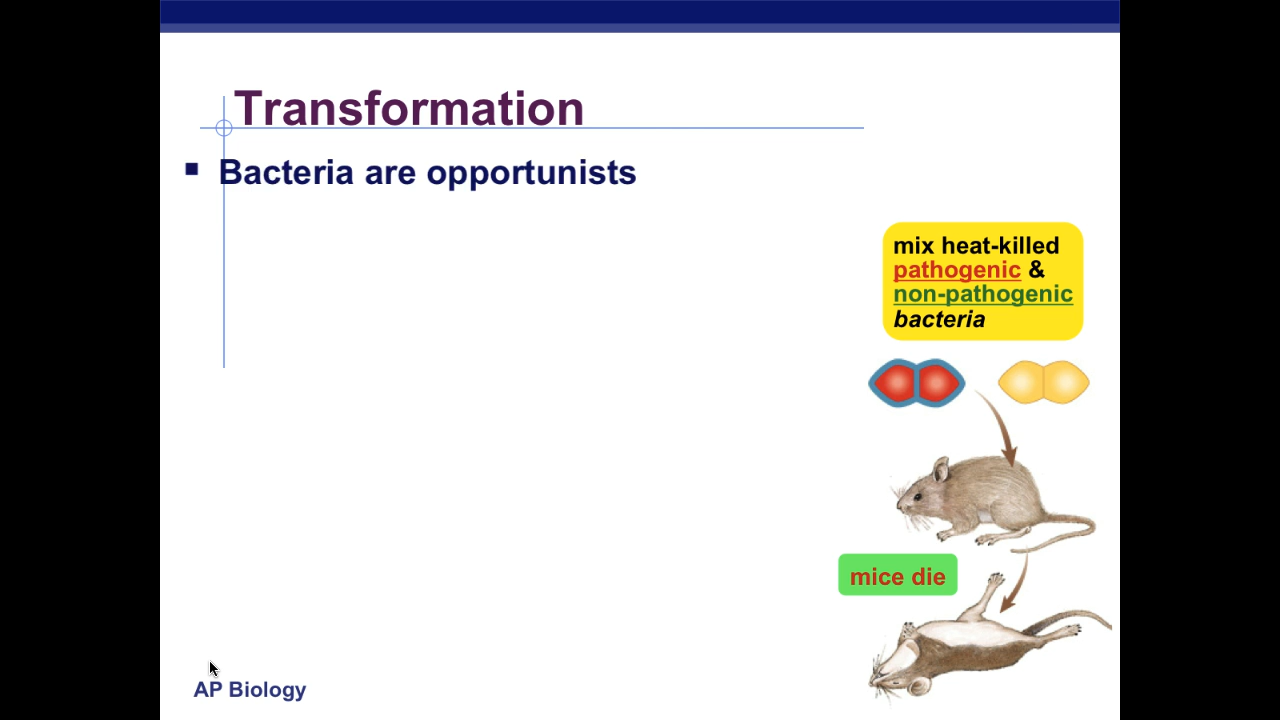 Transformation
Bacteria are opportunists
mix heat-killed
pathogenic &
non-pathogenic
bacteria
mice die
AP Biology